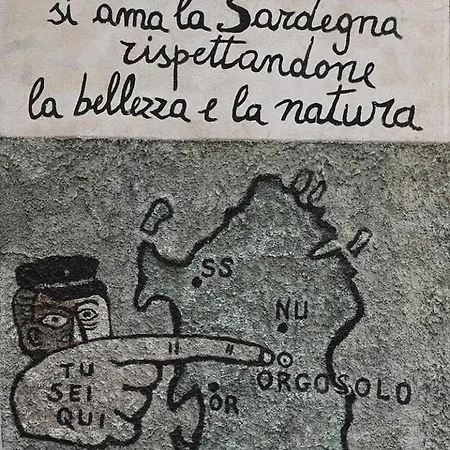 si ama la Sardegna
rispettandone
la bellezza e la natura
SS
NU
ORGOSOLO
TU
SEI
QUI
OR